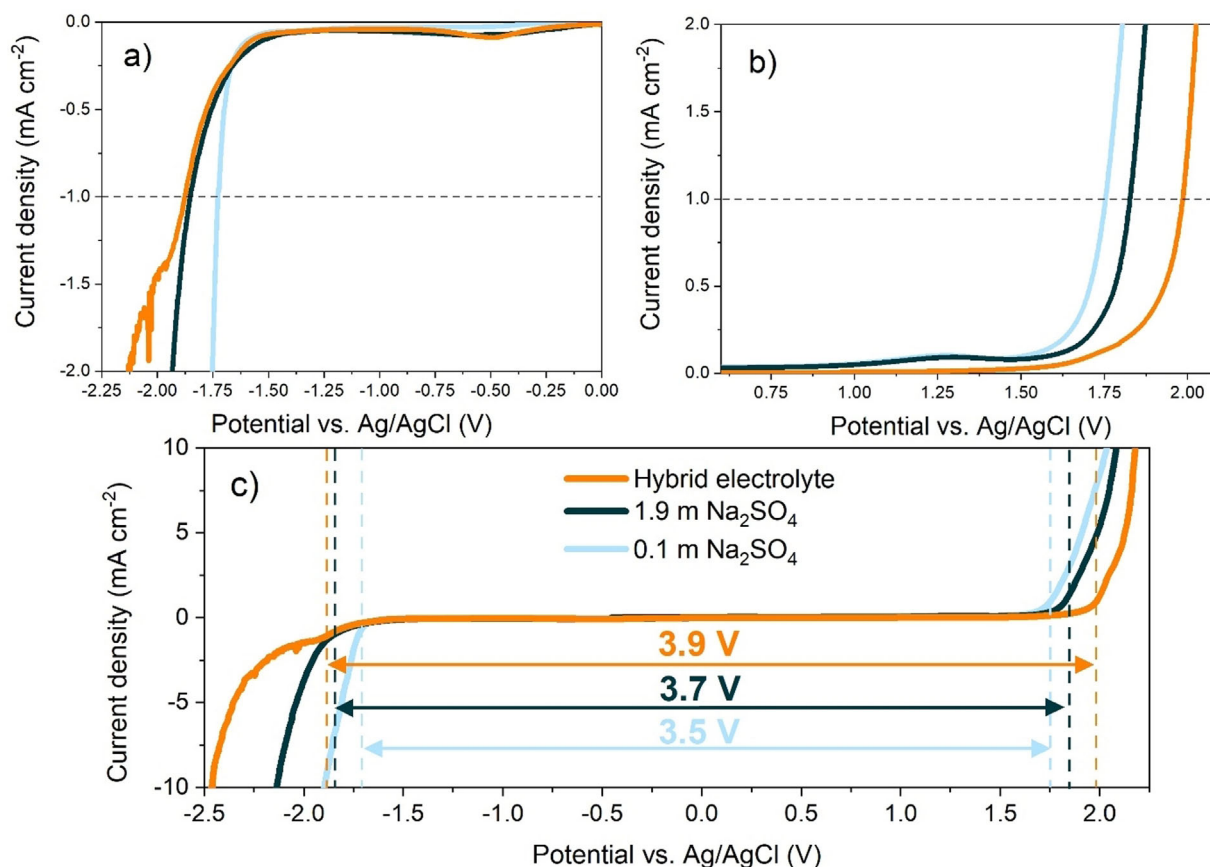 a)
Current density (mA cm⁻²)
0.0
-0.5
-1.0
-1.5
-2.0
-2.25 -2.00 -1.75 -1.50 -1.25 -1.00 -0.75 -0.50 -0.25 0.00
Potential vs. Ag/AgCl (V)
b)
Current density (mA cm⁻²)
2.0
1.5
1.0
0.5
0.0
0.75 1.00 1.25 1.50 1.75 2.00
Potential vs. Ag/AgCl (V)
c)
Current density (mA cm⁻²)
10
5
0
-5
-10
Hybrid electrolyte
1.9 m Na₂SO₄
0.1 m Na₂SO₄
3.9 V
3.7 V
3.5 V
-2.5 -2.0 -1.5 -1.0 -0.5 0.0 0.5 1.0 1.5 2.0
Potential vs. Ag/AgCl (V)